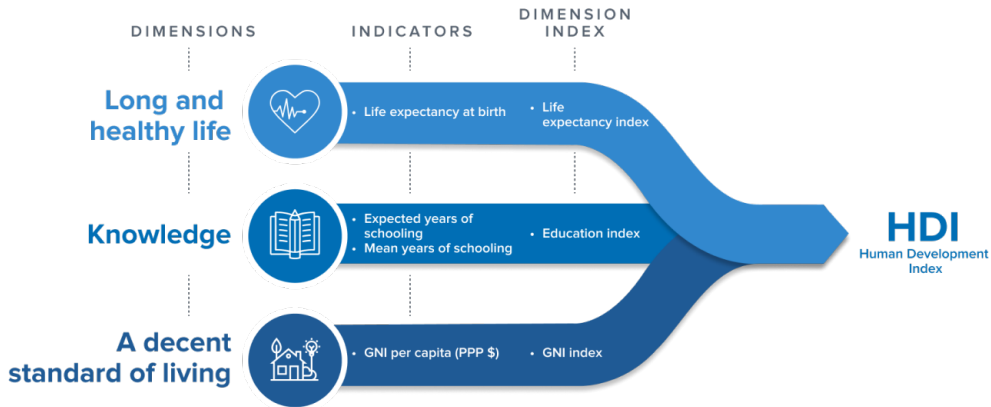 DIMENSIONS
INDICATORS
DIMENSION
INDEX
Long and
healthy life
• Life expectancy at birth
• Life
expectancy index
Knowledge
• Expected years of
schooling
• Mean years of schooling
• Education index
A decent
standard of living
• GNI per capita (PPP $)
• GNI index
HDI
Human Development
Index